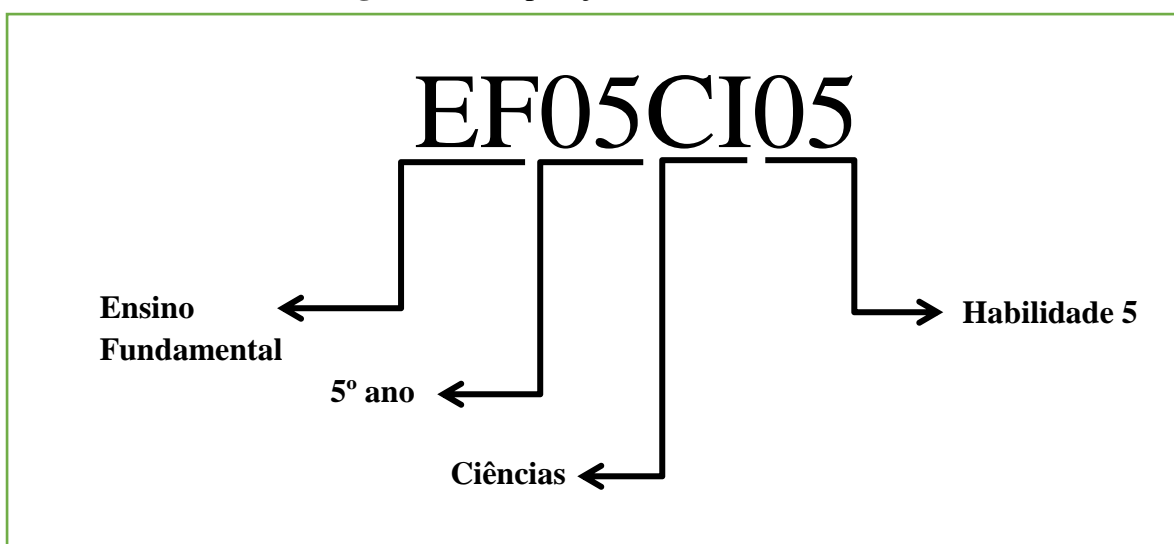 EF05CI05
Ensino
Fundamental
Habilidade 5
5º ano
Ciências